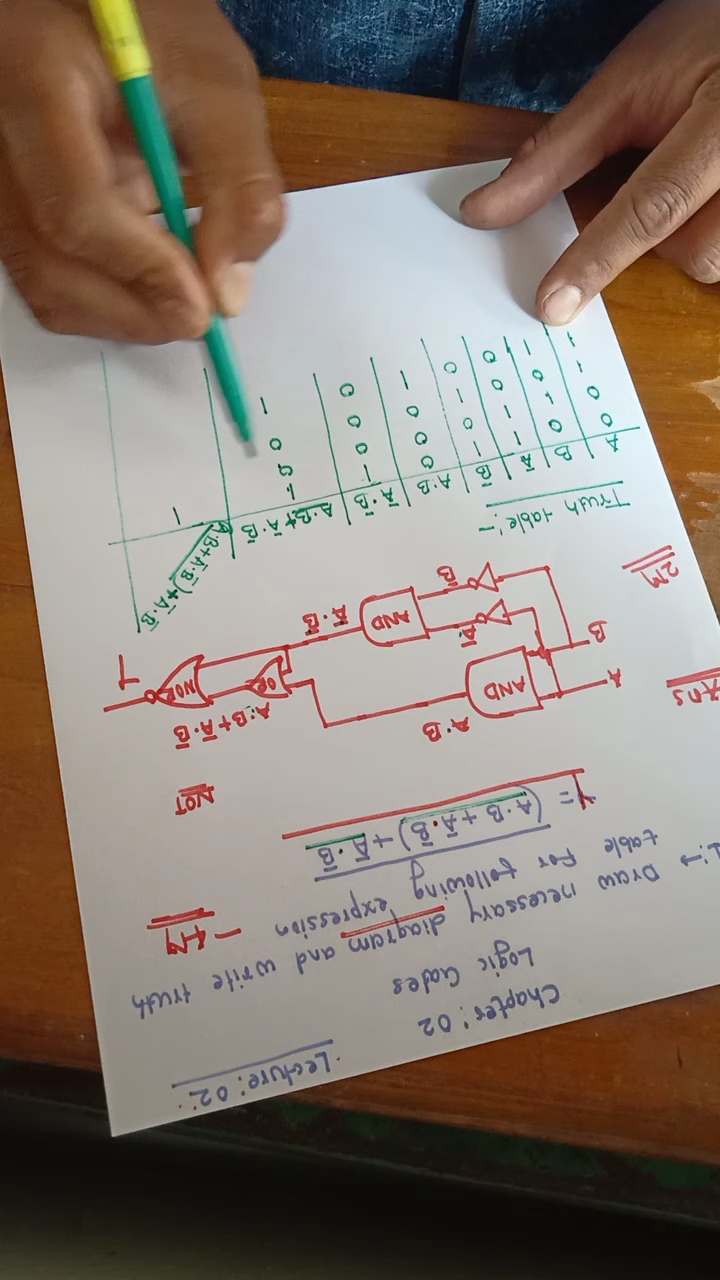 Lecture: 02
Chapter: 02
Logic Gates
1:→ Draw necessary diagram and write truth
table for following expression - 4M
Y = (A·B + A̅·B̅) + A̅·B̅
NOT
Ans
A
B
AND
A·B
A̅
B̅
AND
A̅·B̅
OR
A·B + A̅·B̅
NOR
Y
2M
Truth table:-
A B A̅ B̅ A·B A̅·B̅ A·B + A̅·B̅ (A·B + A̅·B̅) + A̅·B̅
0 0 1 1 0 1 1 1
0 1 1 0 0 0 0
1 0 0 1 0 0 0
1 1 0 0 1 0 1